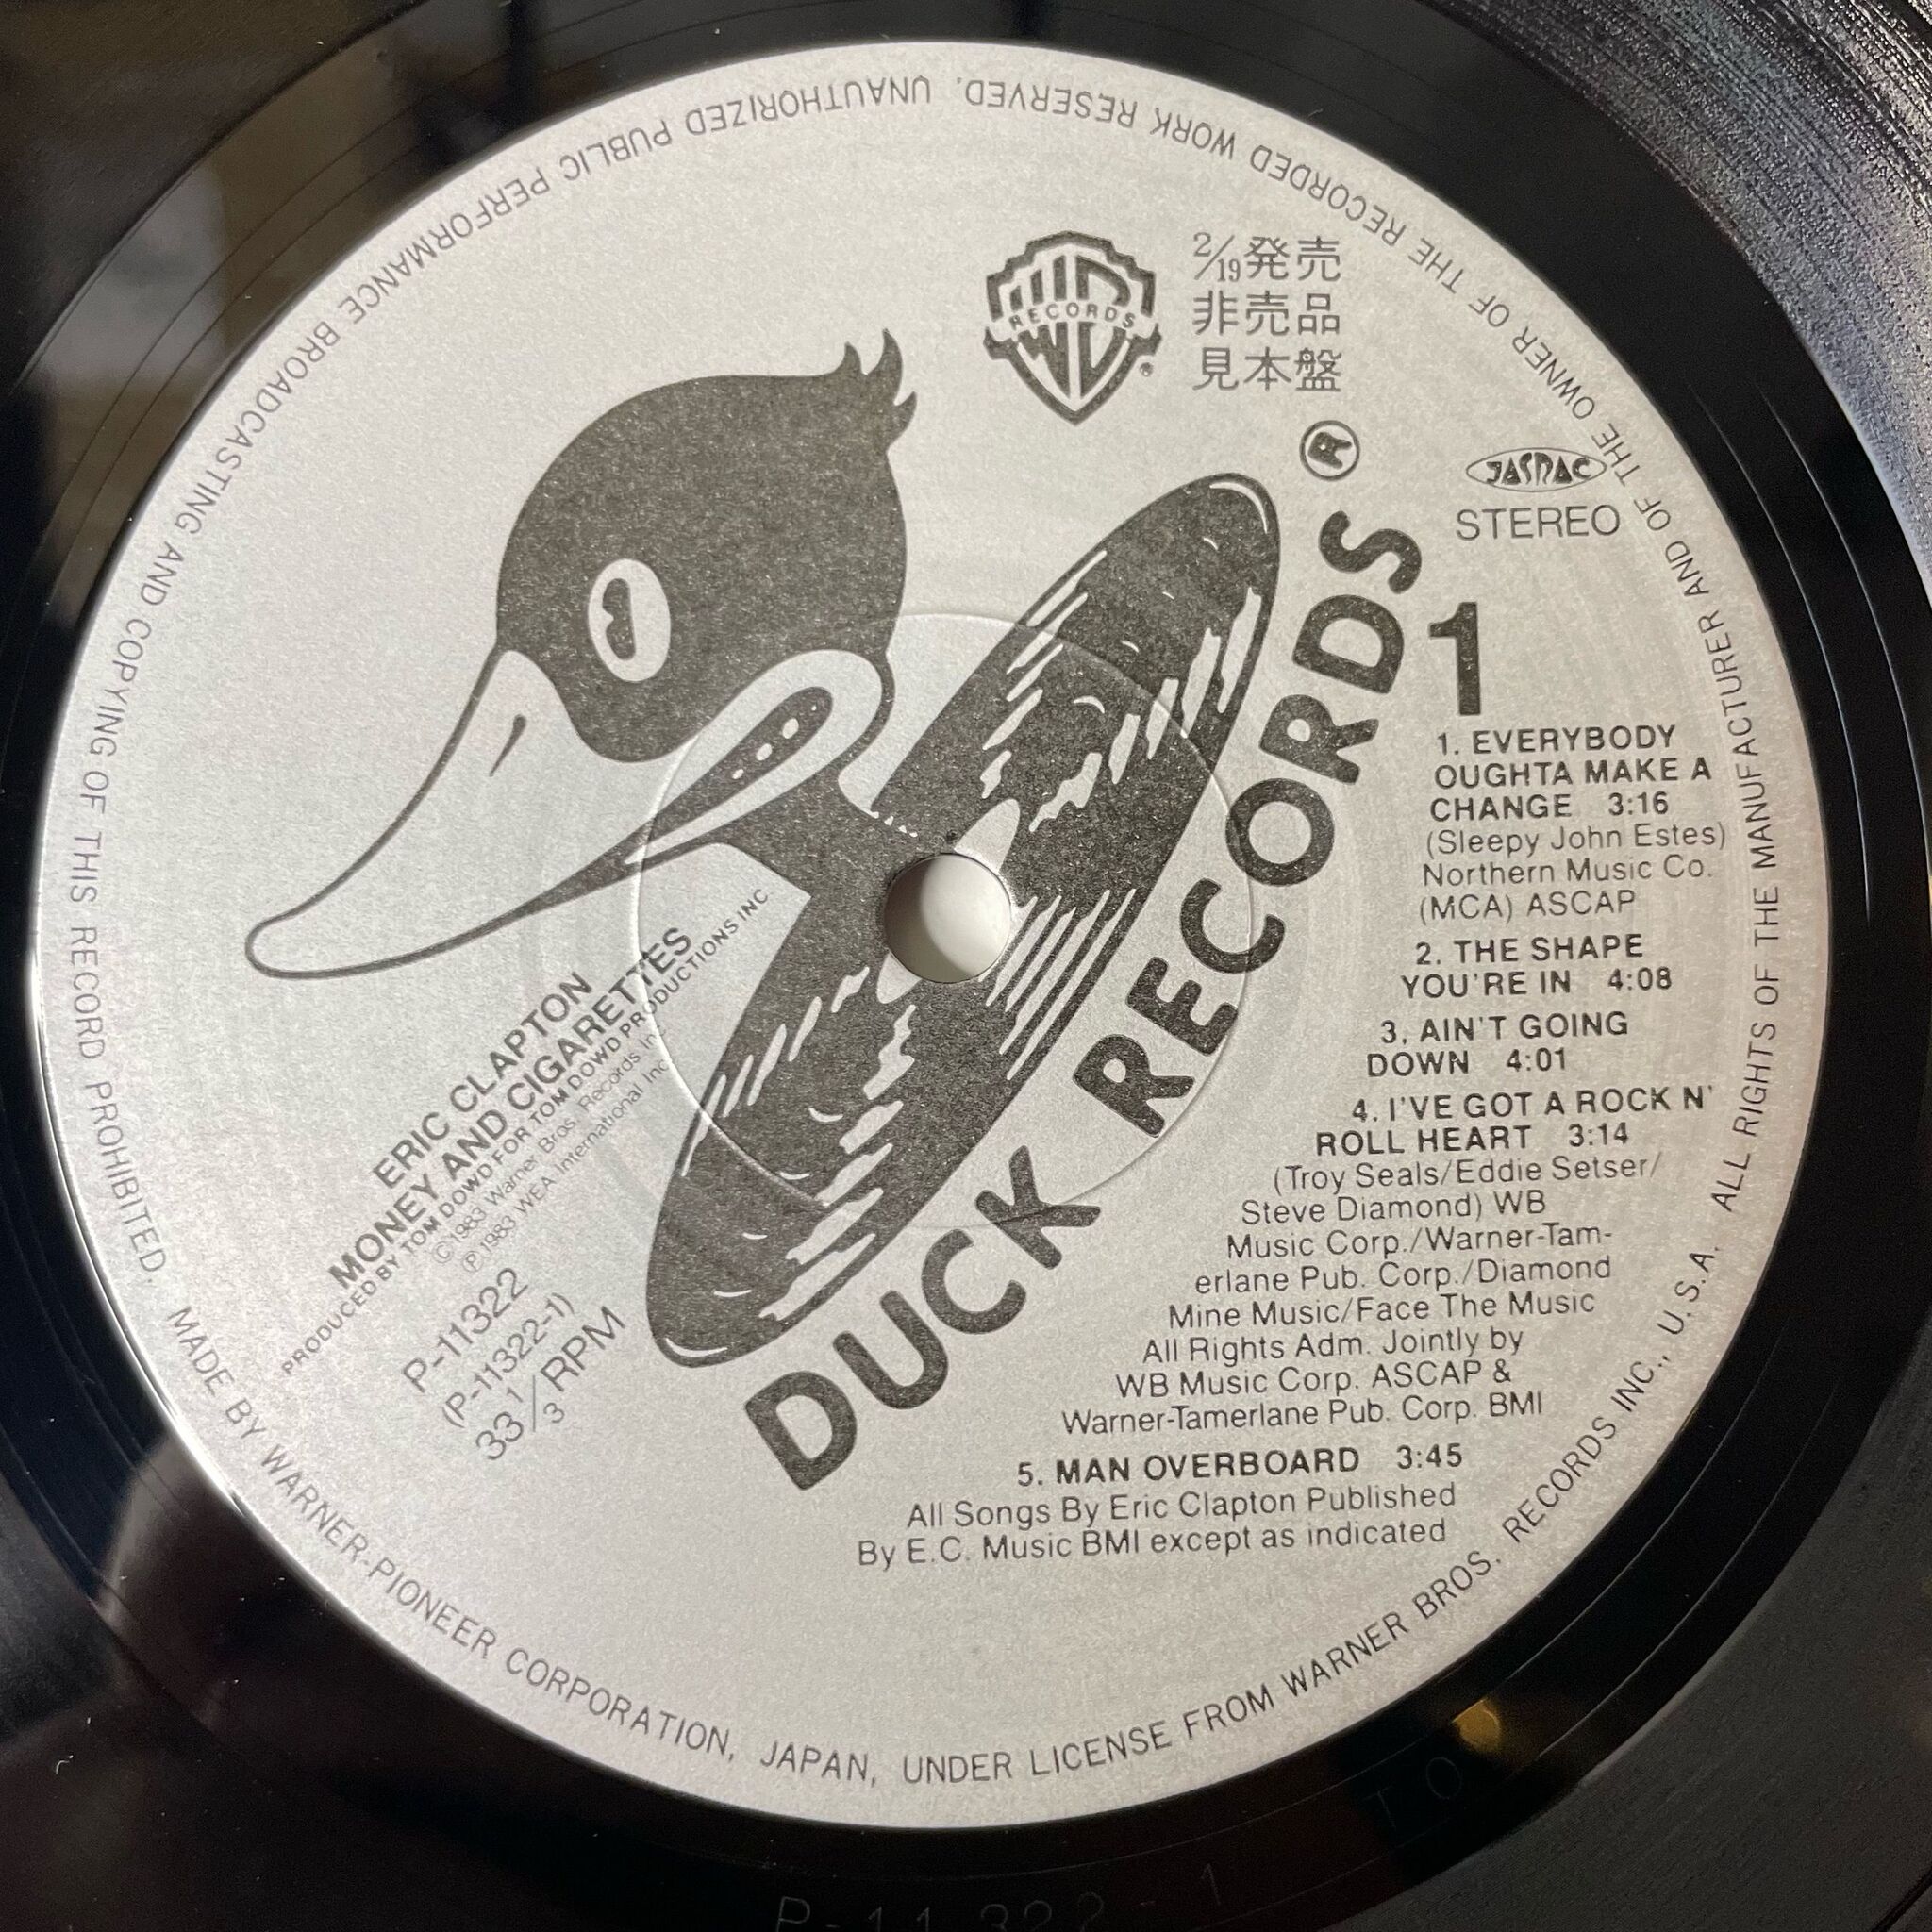 RECORDS
2/19発売
非売品
見本盤
JASRAC
STEREO
DUCK RECORDS®
1
1. EVERYBODY
OUGHTA MAKE A
CHANGE 3:16
(Sleepy John Estes)
Northern Music Co.
(MCA) ASCAP
2. THE SHAPE
YOU'RE IN 4:08
3. AIN'T GOING
DOWN 4:01
4. I'VE GOT A ROCK N'
ROLL HEART 3:14
(Troy Seals/Eddie Setser/
Steve Diamond) WB
Music Corp./Warner-Tam-
erlane Pub. Corp./Diamond
Mine Music/Face The Music
All Rights Adm. Jointly by
WB Music Corp. ASCAP &
Warner-Tamerlane Pub. Corp. BMI
5. MAN OVERBOARD 3:45
All Songs By Eric Clapton Published
By E.C. Music BMI except as indicated
ERIC CLAPTON
MONEY AND CIGARETTES
PRODUCED BY TOM DOWD FOR TOM DOWD PRODUCTIONS INC.
© 1983 Warner Bros. Records Inc.
℗ 1983 WEA International Inc.
P-11322
(P-11322-1)
33 1/3 RPM
MADE BY WARNER-PIONEER CORPORATION, JAPAN, UNDER LICENSE FROM WARNER BROS. RECORDS INC., U.S.A. ALL RIGHTS OF THE MANUFACTURER AND OF THE OWNER OF THE RECORDED WORK RESERVED. UNAUTHORIZED PUBLIC PERFORMANCE BROADCASTING AND COPYING OF THIS RECORD PROHIBITED.
T O
P-11322-1